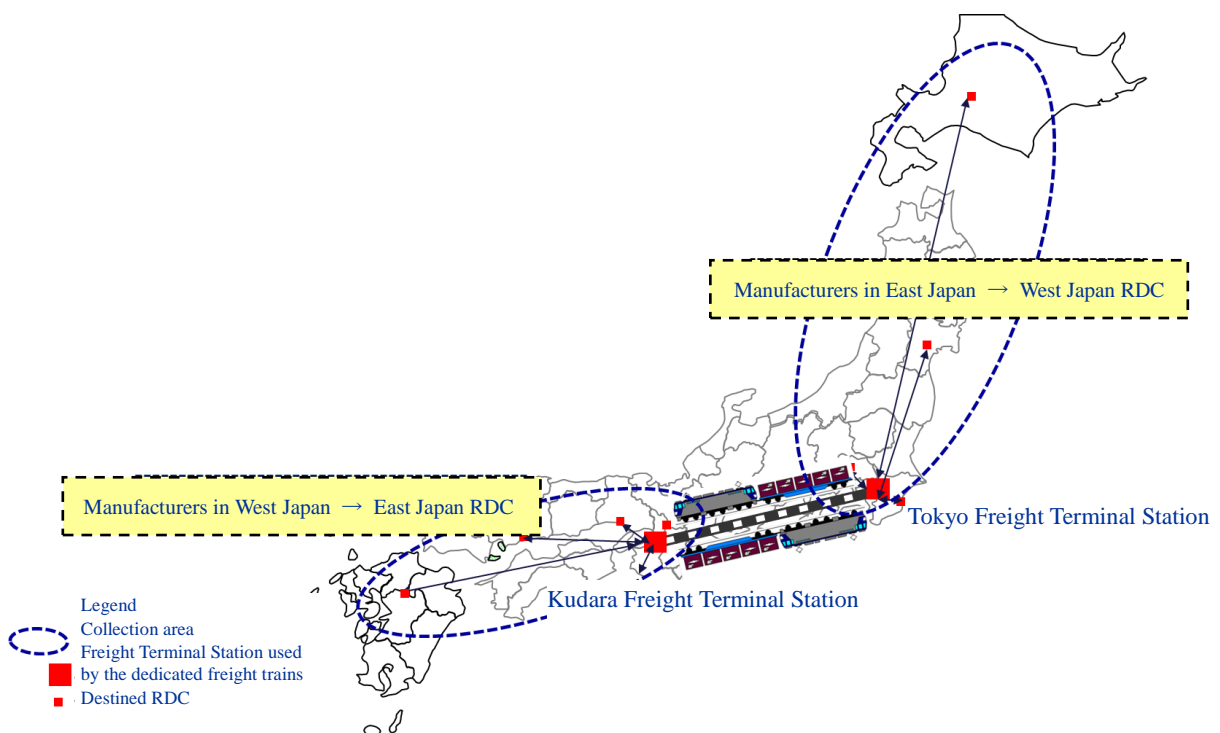 Manufacturers in East Japan → West Japan RDC
Manufacturers in West Japan → East Japan RDC
Tokyo Freight Terminal Station
Kudara Freight Terminal Station
Legend
Collection area
Freight Terminal Station used
by the dedicated freight trains
Destined RDC